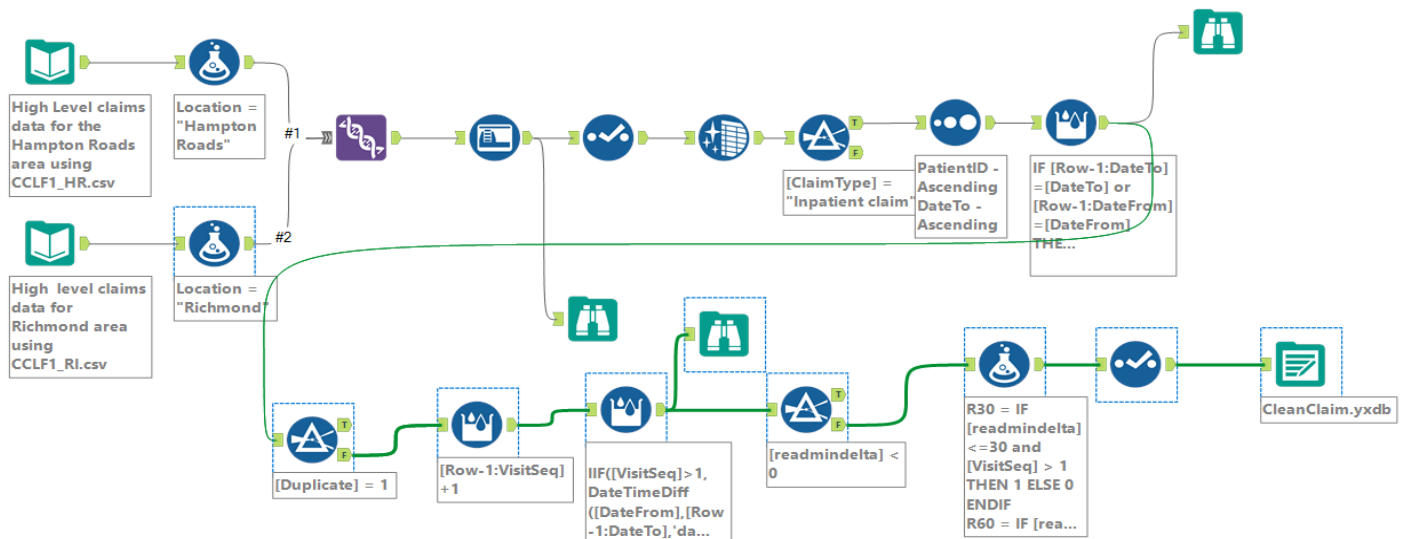 High Level claims
data for the
Hampton Roads
area using
CCLF1_HR.csv
Location =
"Hampton
Roads"
#1
#2
T
F
[ClaimType] =
"Inpatient claim"
PatientID -
Ascending
DateTo -
Ascending
IF [Row-1:DateTo]
=[DateTo] or
[Row-1:DateFrom]
=[DateFrom]
THE...
High level claims
data for
Richmond area
using
CCLF1_RI.csv
Location =
"Richmond"
T
F
[Duplicate] = 1
[Row-1:VisitSeq]
+1
IIF([VisitSeq]>1,
DateTimeDiff
([DateFrom],[Row
-1:DateTo],'da...
T
F
[readmindelta] <
0
R30 = IF
[readmindelta]
<=30 and
[VisitSeq] > 1
THEN 1 ELSE 0
ENDIF
R60 = IF [rea...
CleanClaim.yxdb